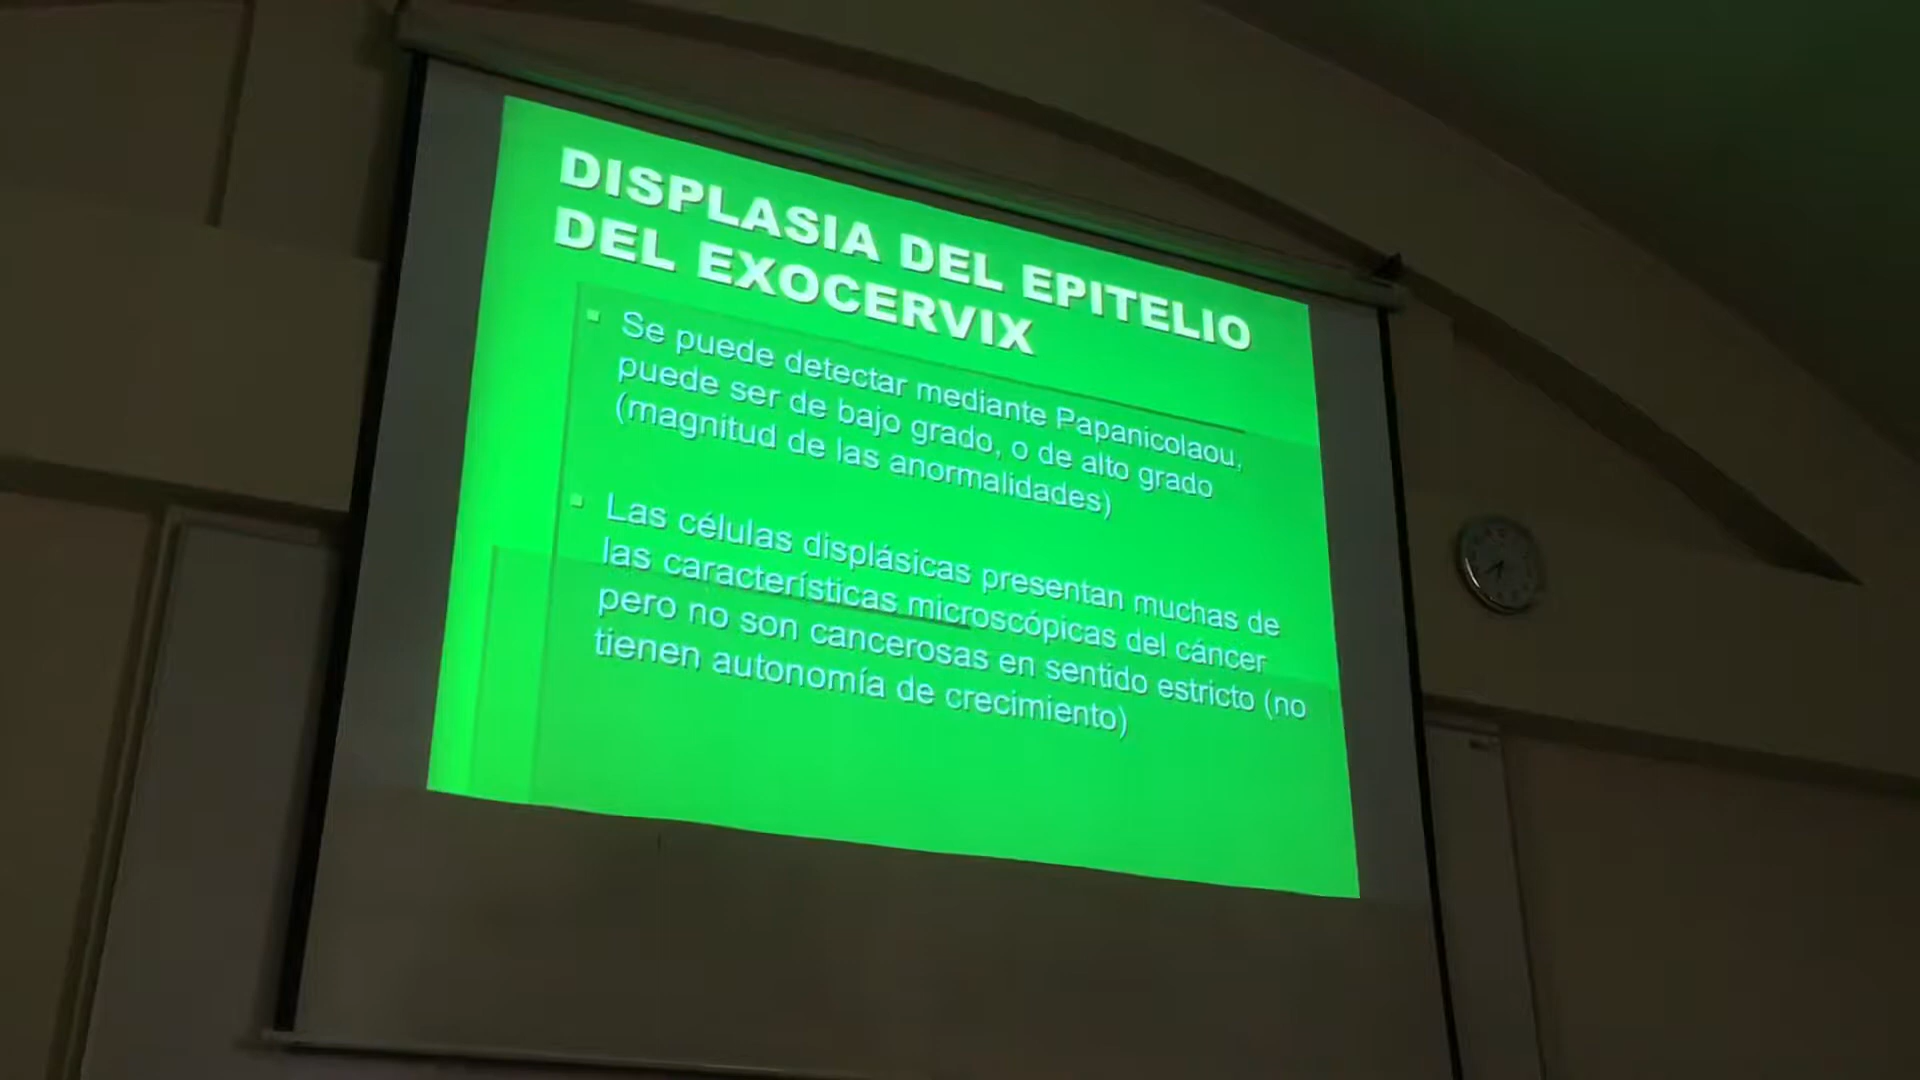 DISPLASIA DEL EPITELIO
DEL EXOCERVIX
Se puede detectar mediante Papanicolaou,
puede ser de bajo grado, o de alto grado
(magnitud de las anormalidades)
Las células displásicas presentan muchas de
las características microscópicas del cáncer
pero no son cancerosas en sentido estricto (no
tienen autonomía de crecimiento)